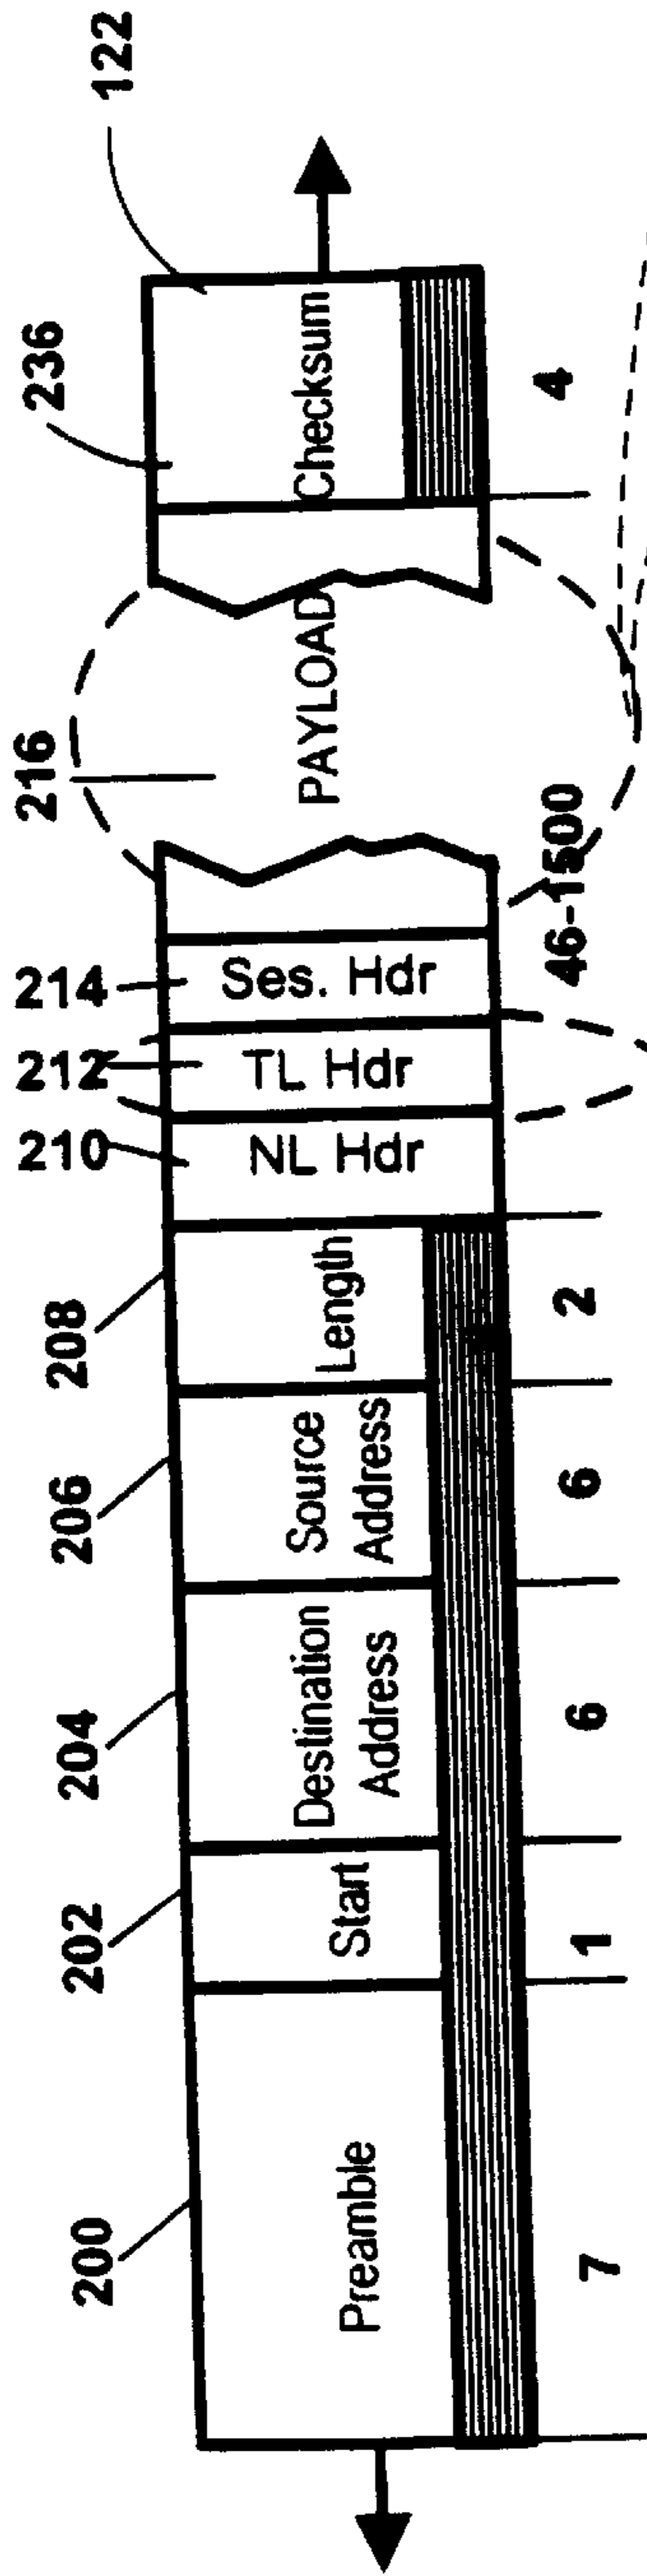 200
202
204
206
208
210
212
214
216
236
122
Preamble
Start
Destination
Address
Source
Address
Length
NL Hdr
TL Hdr
Ses. Hdr
PAYLOAD
Checksum
7
1
6
6
2
46-1500
4